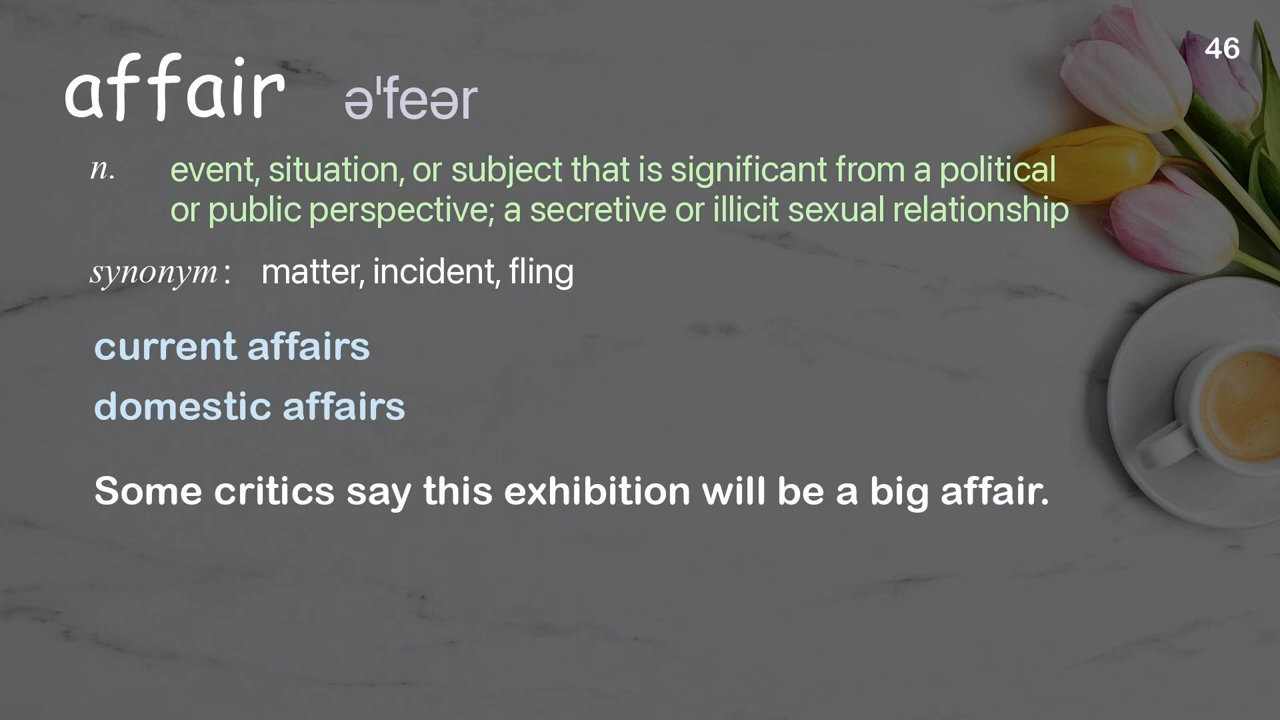 46
affair əˈfeər
n. event, situation, or subject that is significant from a political
or public perspective; a secretive or illicit sexual relationship
synonym: matter, incident, fling
current affairs
domestic affairs
Some critics say this exhibition will be a big affair.